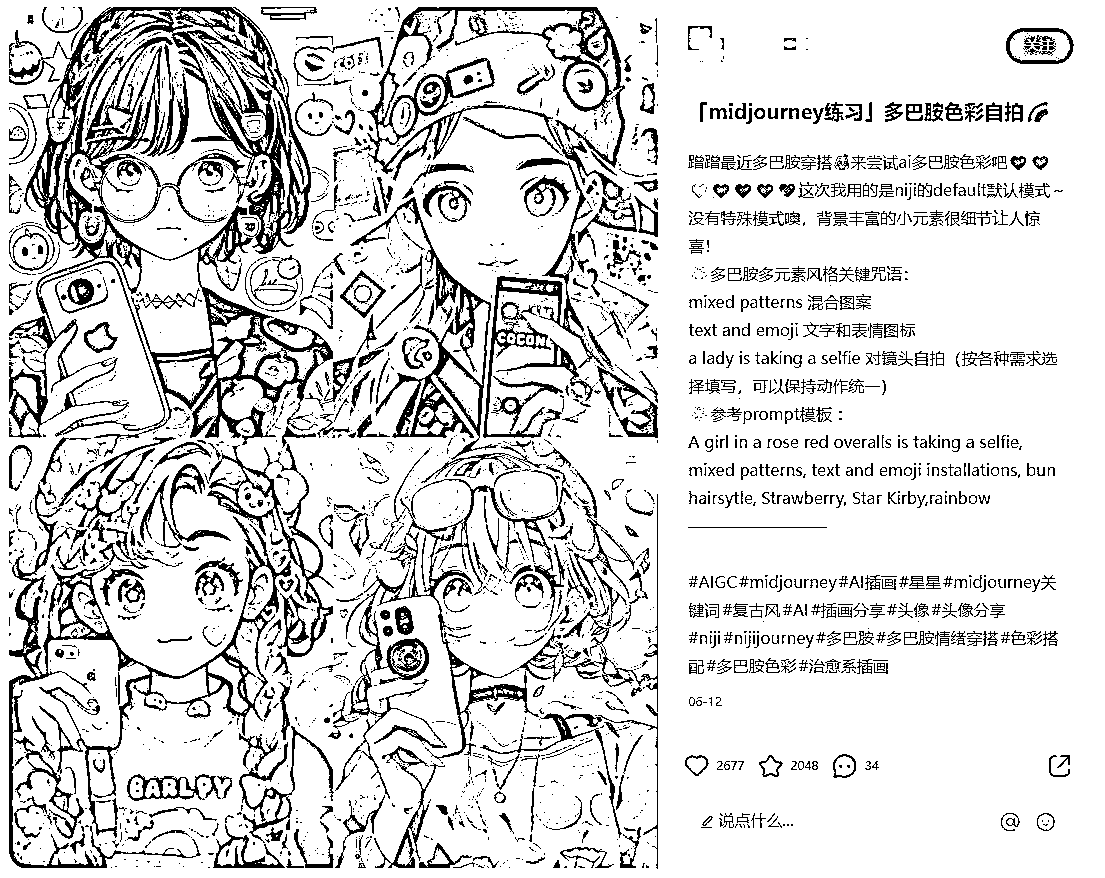 COCON
BARLPY
关注
「midjourney练习」多巴胺色彩自拍
蹭蹭最近多巴胺穿搭来尝试ai多巴胺色彩吧
这次我用的是niji的default默认模式~
没有特殊模式噢，背景丰富的小元素很细节让人惊
喜！
多巴胺多元素风格关键咒语：
mixed patterns 混合图案
text and emoji 文字和表情图标
a lady is taking a selfie 对镜头自拍（按各种需求选
择填写，可以保持动作统一）
参考prompt模板：
A girl in a rose red overalls is taking a selfie,
mixed patterns, text and emoji installations, bun
hairsytle, Strawberry, Star Kirby,rainbow
#AIGC#midjourney#AI插画#星星#midjourney关
键词#复古风#AI#插画分享#头像#头像分享
#niji#nijijourney#多巴胺#多巴胺情绪穿搭#色彩搭
配#多巴胺色彩#治愈系插画
06-12
2677 2048 34
说点什么...